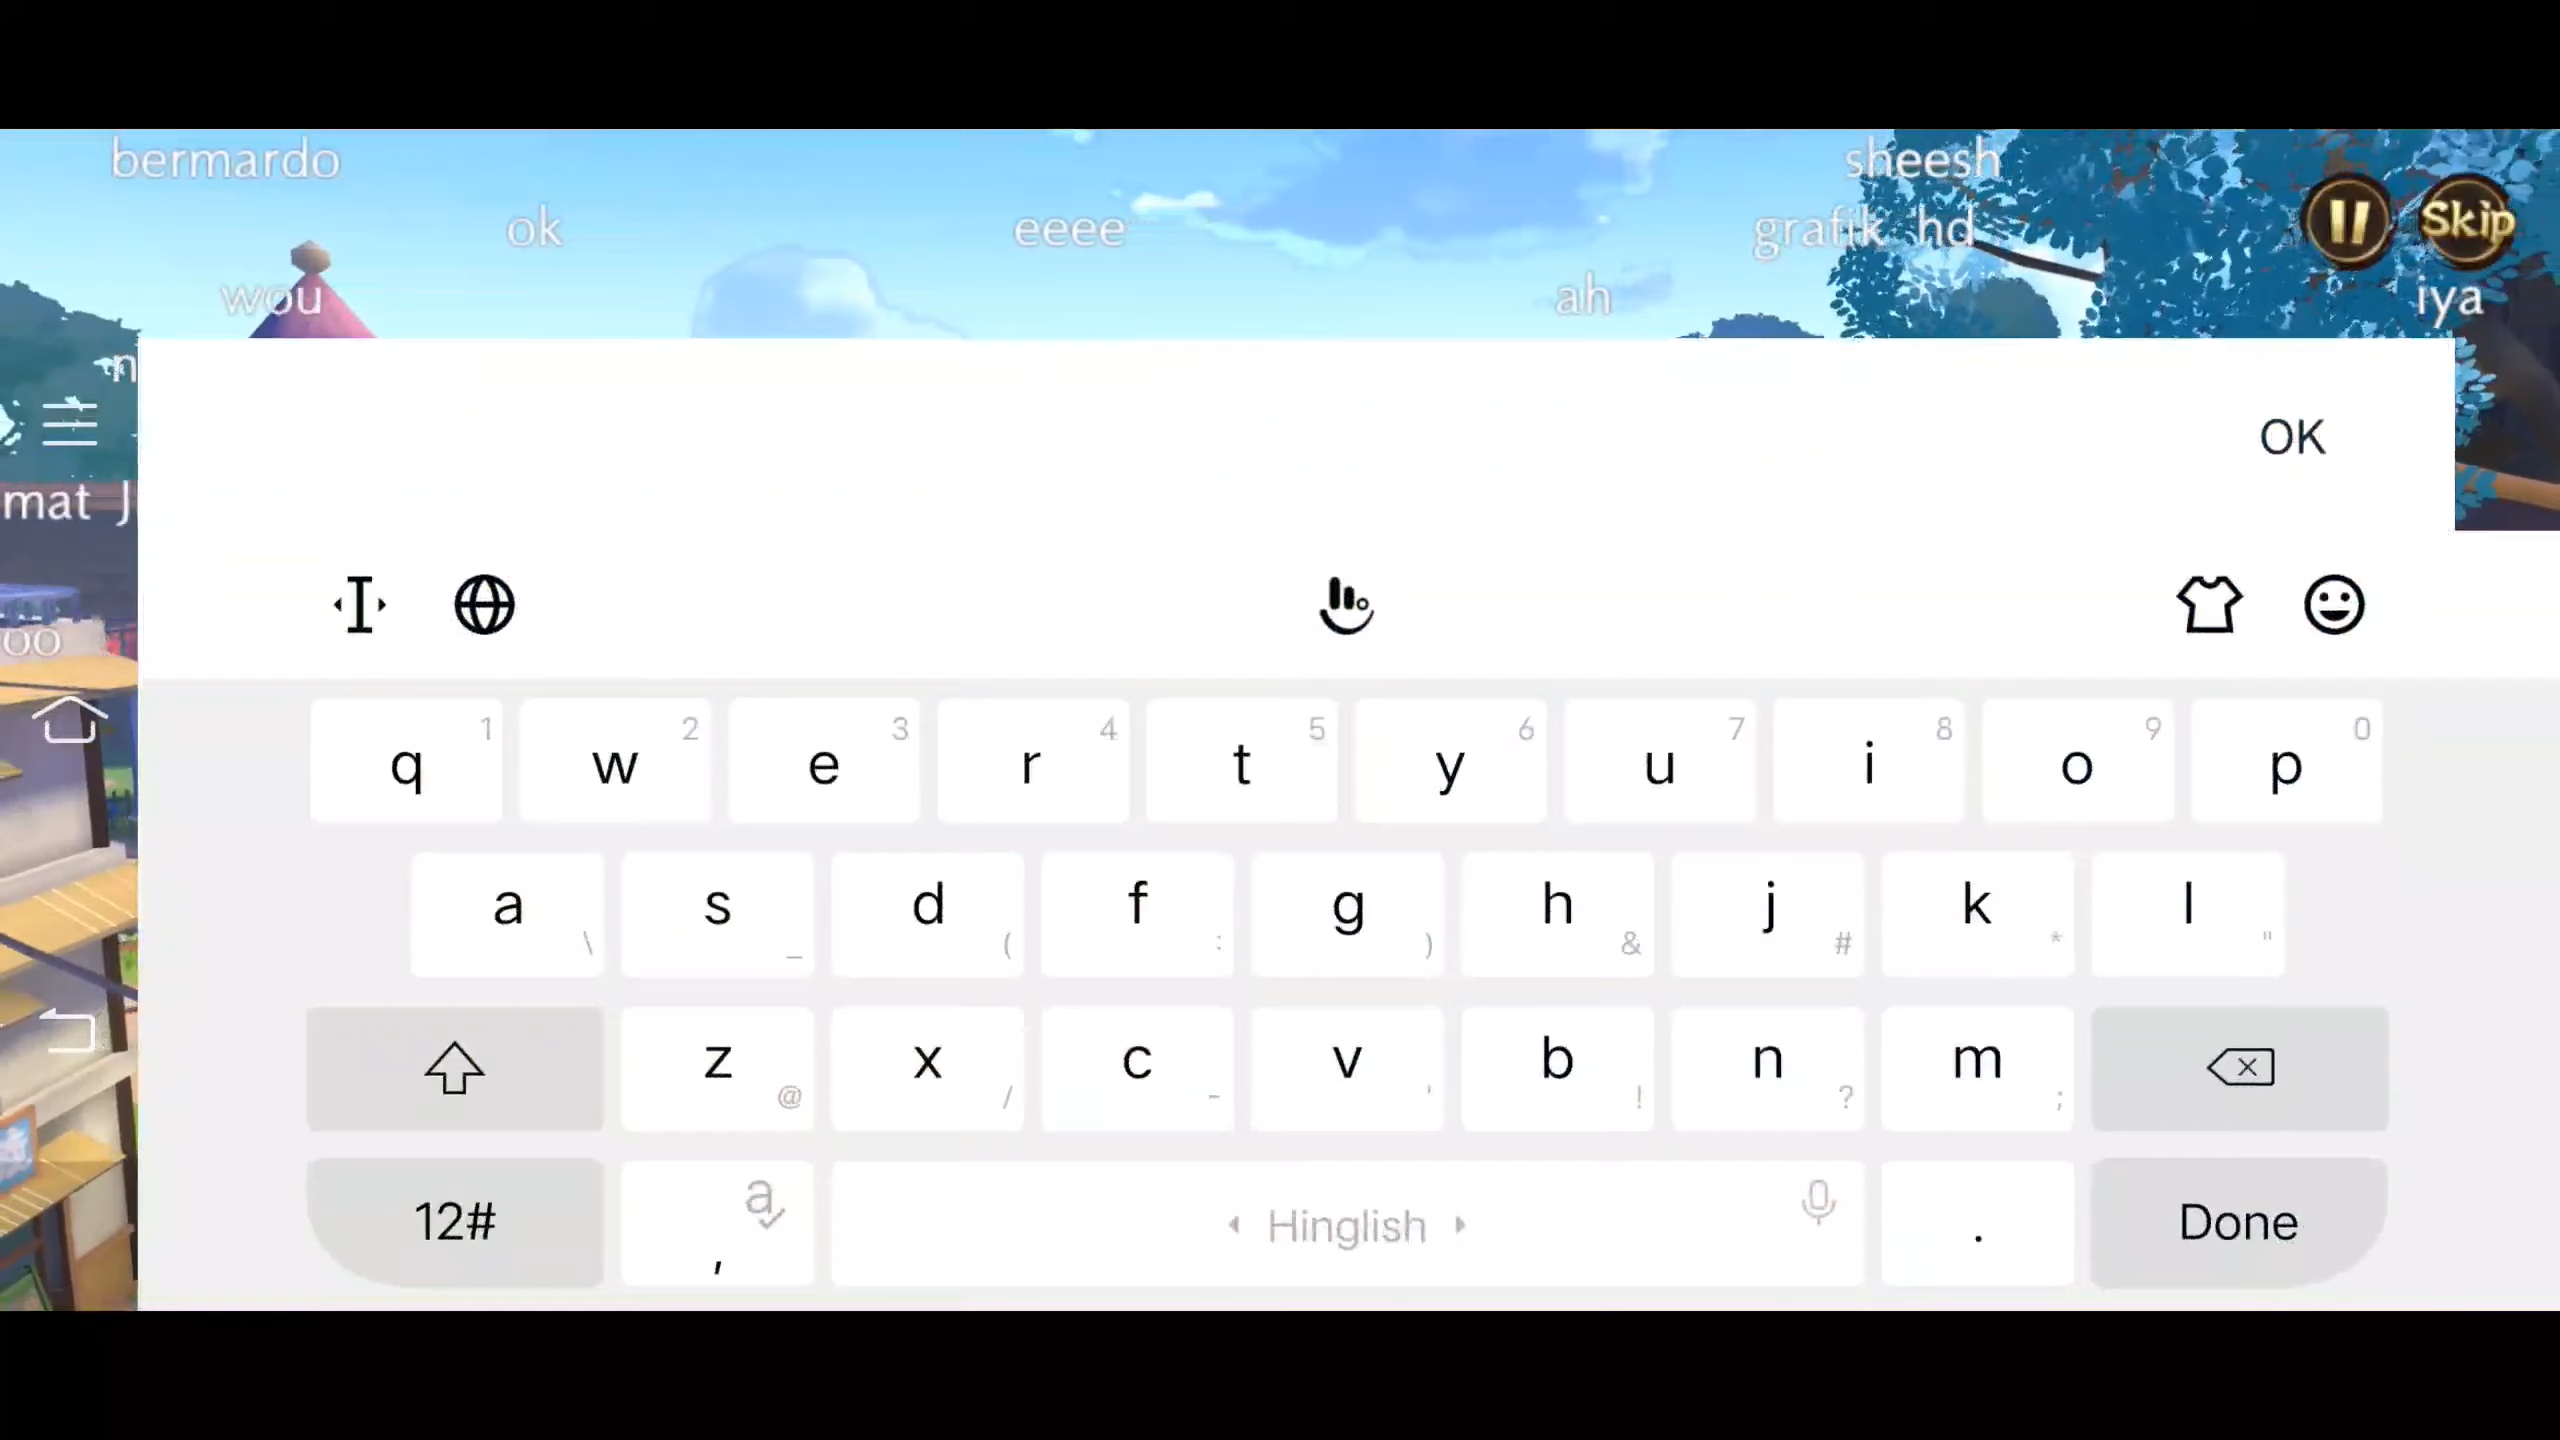 bermardo sheesh
ok eeee grafik hd Skip
wou ah iya
n
OK
mat J
oo
1 2 3 4 5 6 7 8 9 0
q w e r t y u i o p
a s d f g h j k l
\ _ ( : ) & # * "
z x c v b n m
@ / - ' ! ? ;
12# a , Hinglish . Done